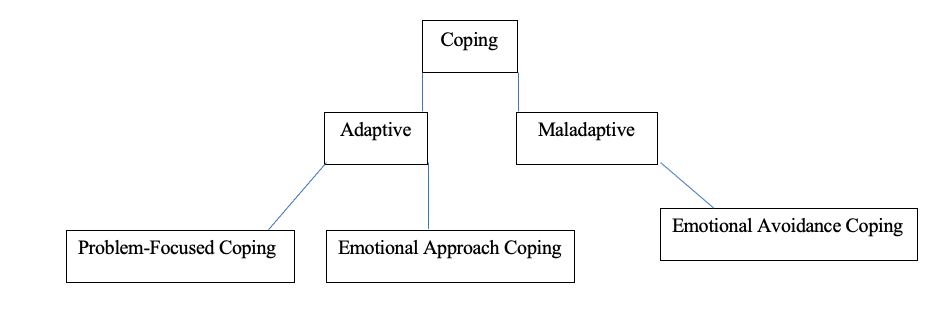 Coping
Adaptive
Maladaptive
Problem-Focused Coping
Emotional Approach Coping
Emotional Avoidance Coping